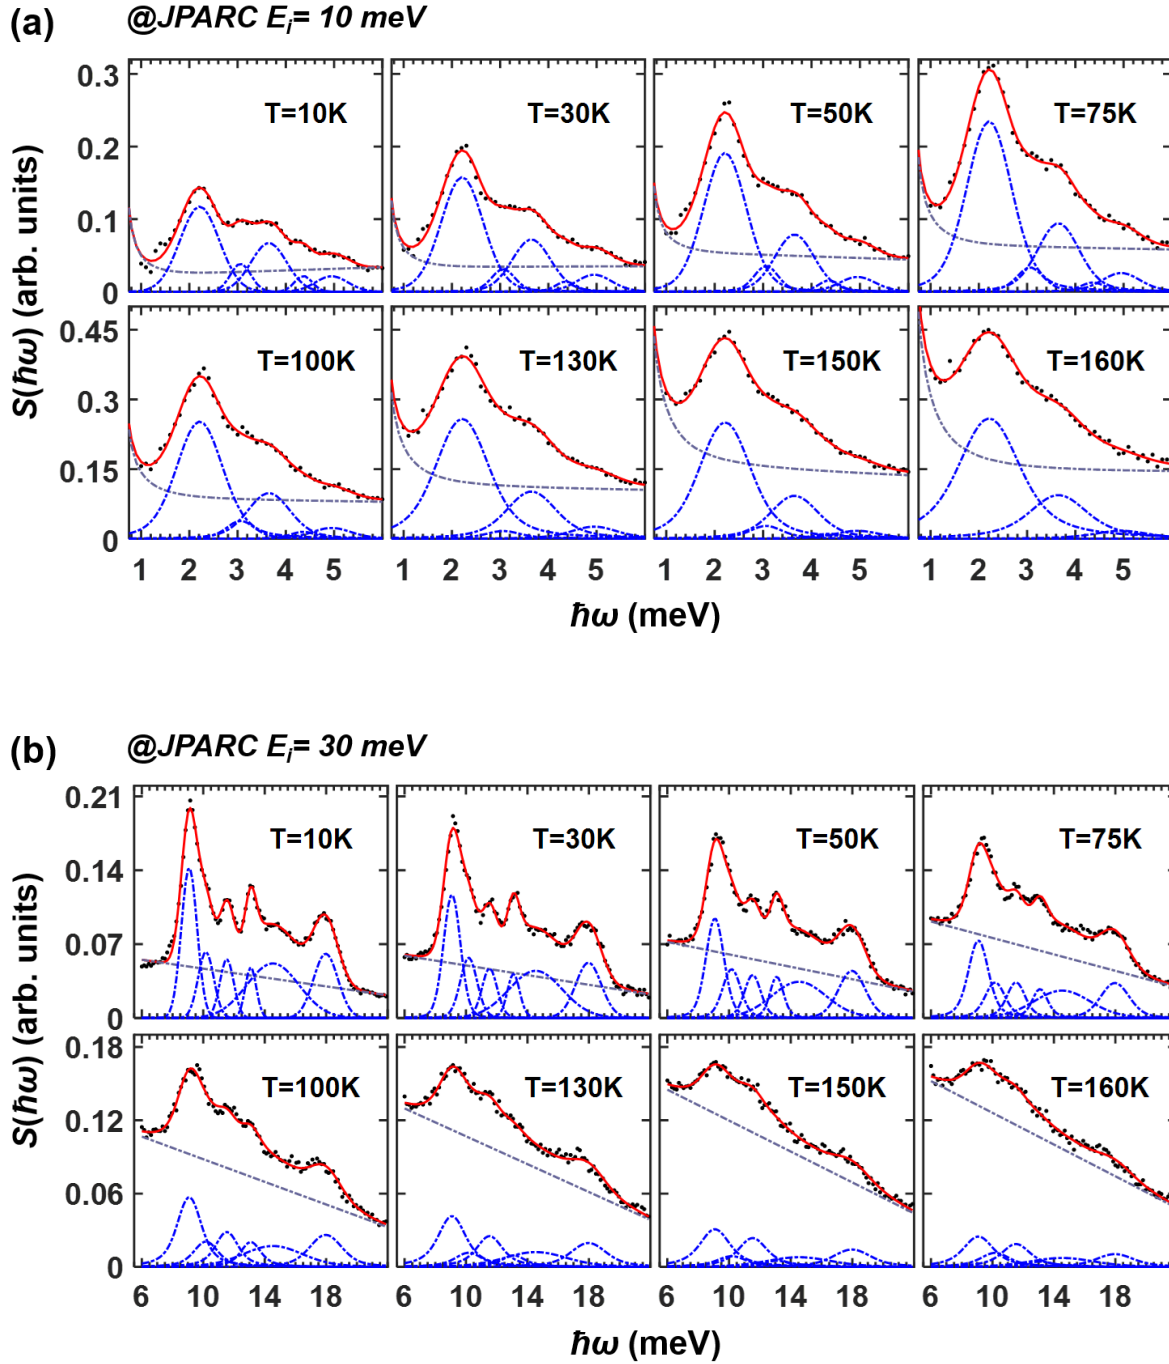 (a) @JPARC Ei= 10 meV
T=10K T=30K T=50K T=75K
0.3
0.2
0.1
0
T=100K T=130K T=150K T=160K
0.45
0.3
0.15
0
S(ħω) (arb. units)
1 2 3 4 5 1 2 3 4 5 1 2 3 4 5 1 2 3 4 5
ħω (meV)
(b) @JPARC Ei= 30 meV
T=10K T=30K T=50K T=75K
0.21
0.14
0.07
0
T=100K T=130K T=150K T=160K
0.18
0.12
0.06
0
S(ħω) (arb. units)
6 10 14 18 6 10 14 18 6 10 14 18 6 10 14 18
ħω (meV)